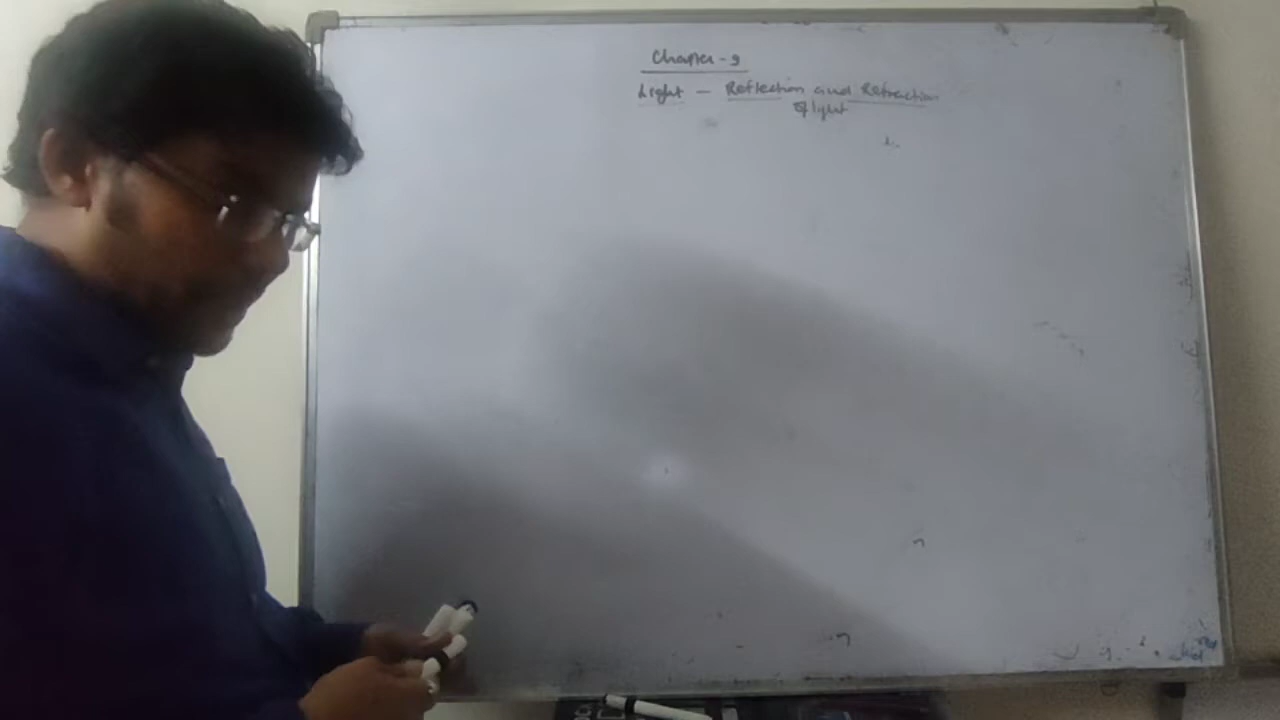 Chapter - 9
Light — Reflection and Refraction
of light